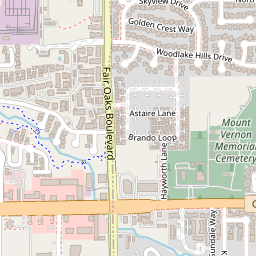 Skyview Drive
Golden Crest Way
Woodlake Hills Drive
Fair Oaks Boulevard
Astaire Lane
Brando Loop
Hayworth Lane
Mount
Vernon
Memorial
Cemetery